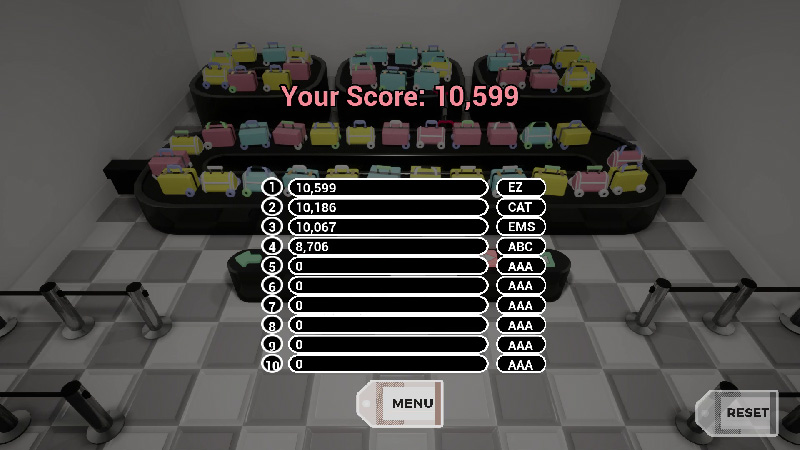 Your Score: 10,599
1 10,599 EZ
2 10,186 CAT
3 10,067 EMS
4 8,706 ABC
5 0 AAA
6 0 AAA
7 0 AAA
8 0 AAA
9 0 AAA
10 0 AAA
MENU
RESET